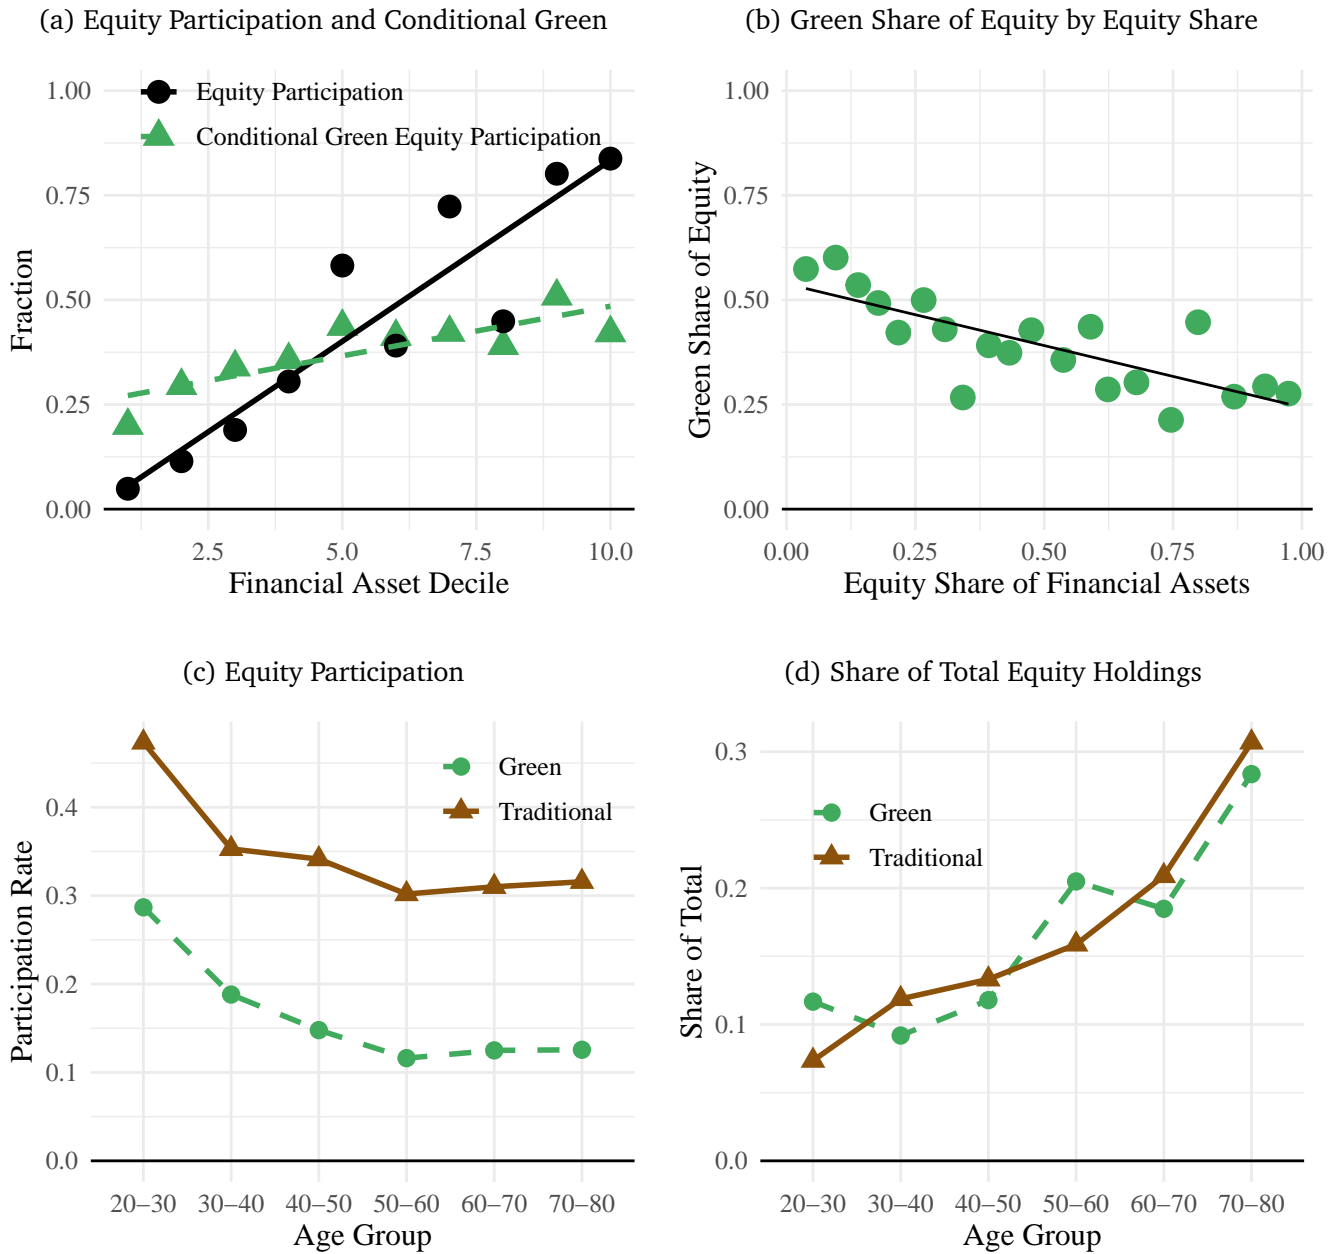 (a) Equity Participation and Conditional Green
1.00
0.75
0.50
0.25
0.00
Fraction
Equity Participation
Conditional Green Equity Participation
2.5 5.0 7.5 10.0
Financial Asset Decile
(b) Green Share of Equity by Equity Share
1.00
0.75
0.50
0.25
0.00
Green Share of Equity
0.00 0.25 0.50 0.75 1.00
Equity Share of Financial Assets
(c) Equity Participation
0.4
0.3
0.2
0.1
0.0
Participation Rate
Green
Traditional
20–30 30–40 40–50 50–60 60–70 70–80
Age Group
(d) Share of Total Equity Holdings
0.3
0.2
0.1
0.0
Share of Total
Green
Traditional
20–30 30–40 40–50 50–60 60–70 70–80
Age Group